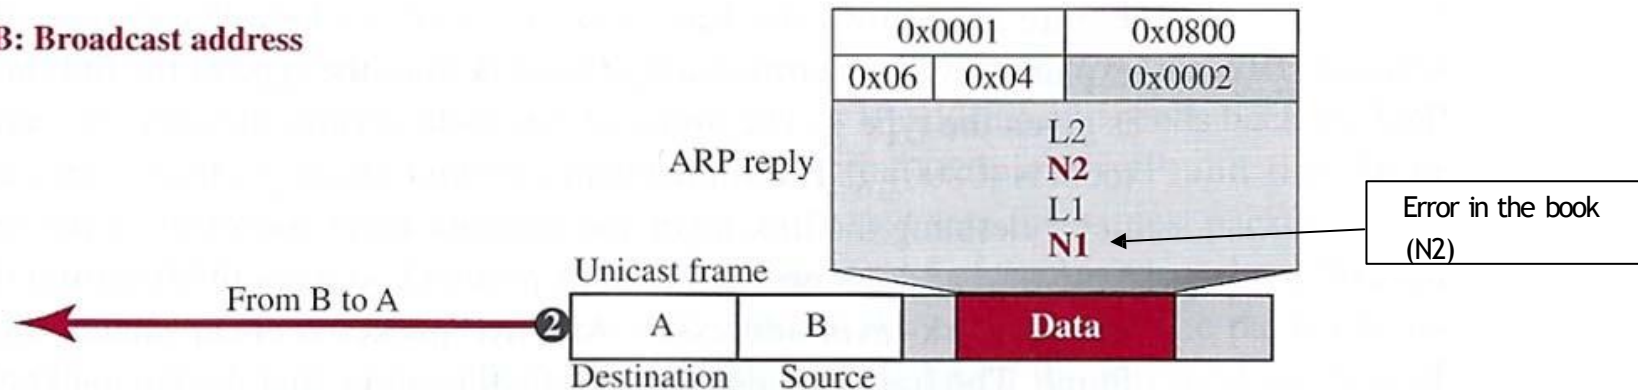 B: Broadcast address
0x0001 0x0800
0x06 0x04 0x0002
L2
ARP reply
N2
L1
N1
Error in the book
(N2)
Unicast frame
From B to A
2 A B Data
Destination Source